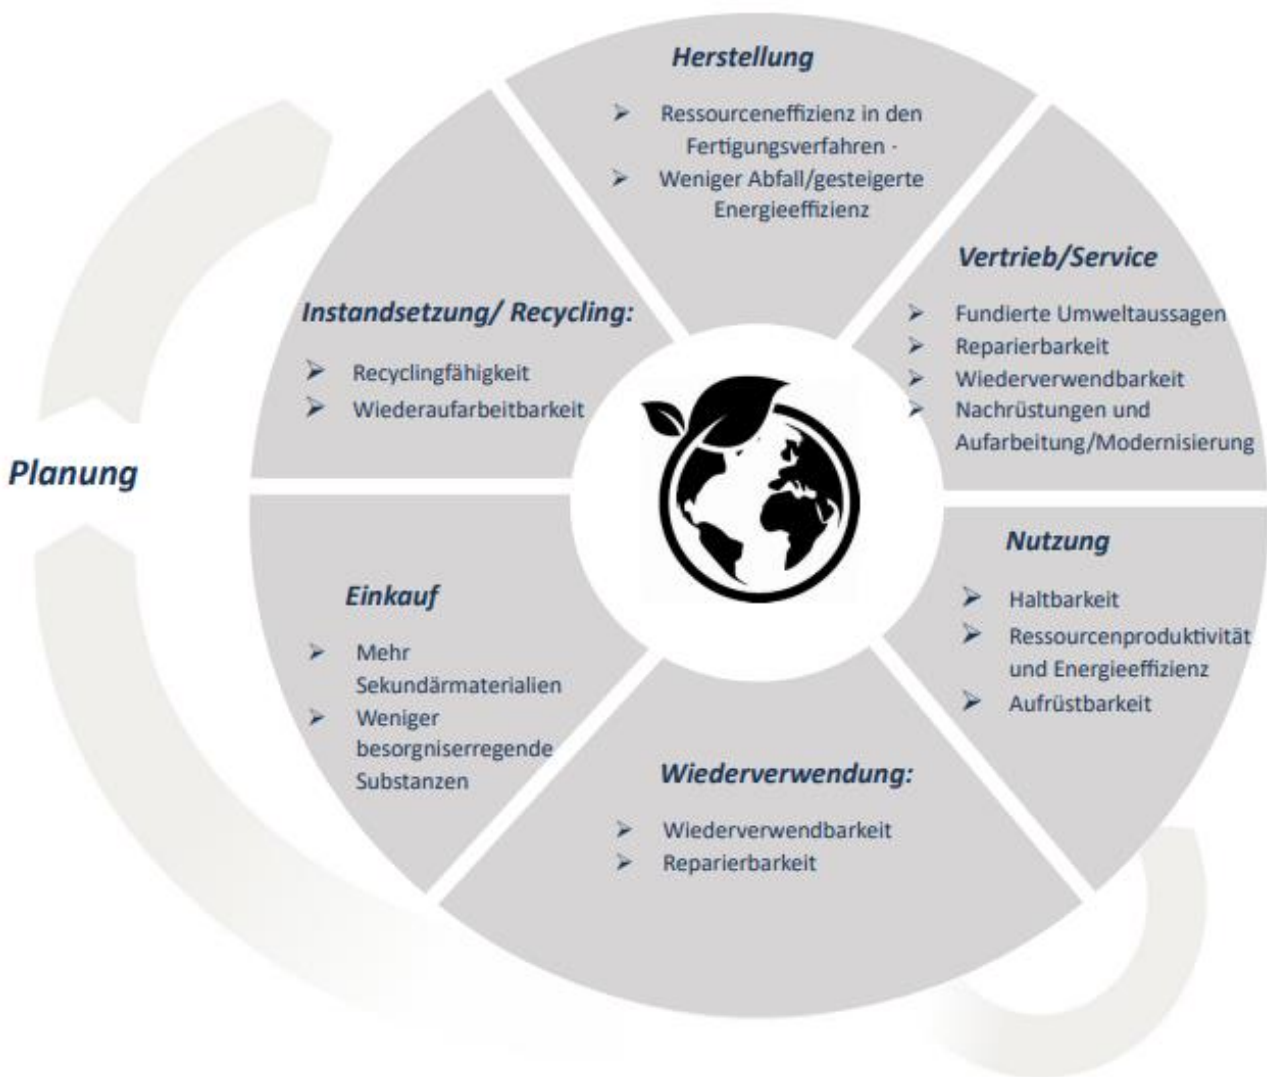 Herstellung
Ressourceneffizienz in den
Fertigungsverfahren -
Weniger Abfall/gesteigerte
Energieeffizienz
Vertrieb/Service
Fundierte Umweltaussagen
Reparierbarkeit
Wiederverwendbarkeit
Nachrüstungen und
Aufarbeitung/Modernisierung
Nutzung
Haltbarkeit
Ressourcenproduktivität
und Energieeffizienz
Aufrüstbarkeit
Wiederverwendung:
Wiederverwendbarkeit
Reparierbarkeit
Einkauf
Mehr
Sekundärmaterialien
Weniger
besorgniserregende
Substanzen
Instandsetzung/ Recycling:
Recyclingfähigkeit
Wiederaufarbeitbarkeit
Planung